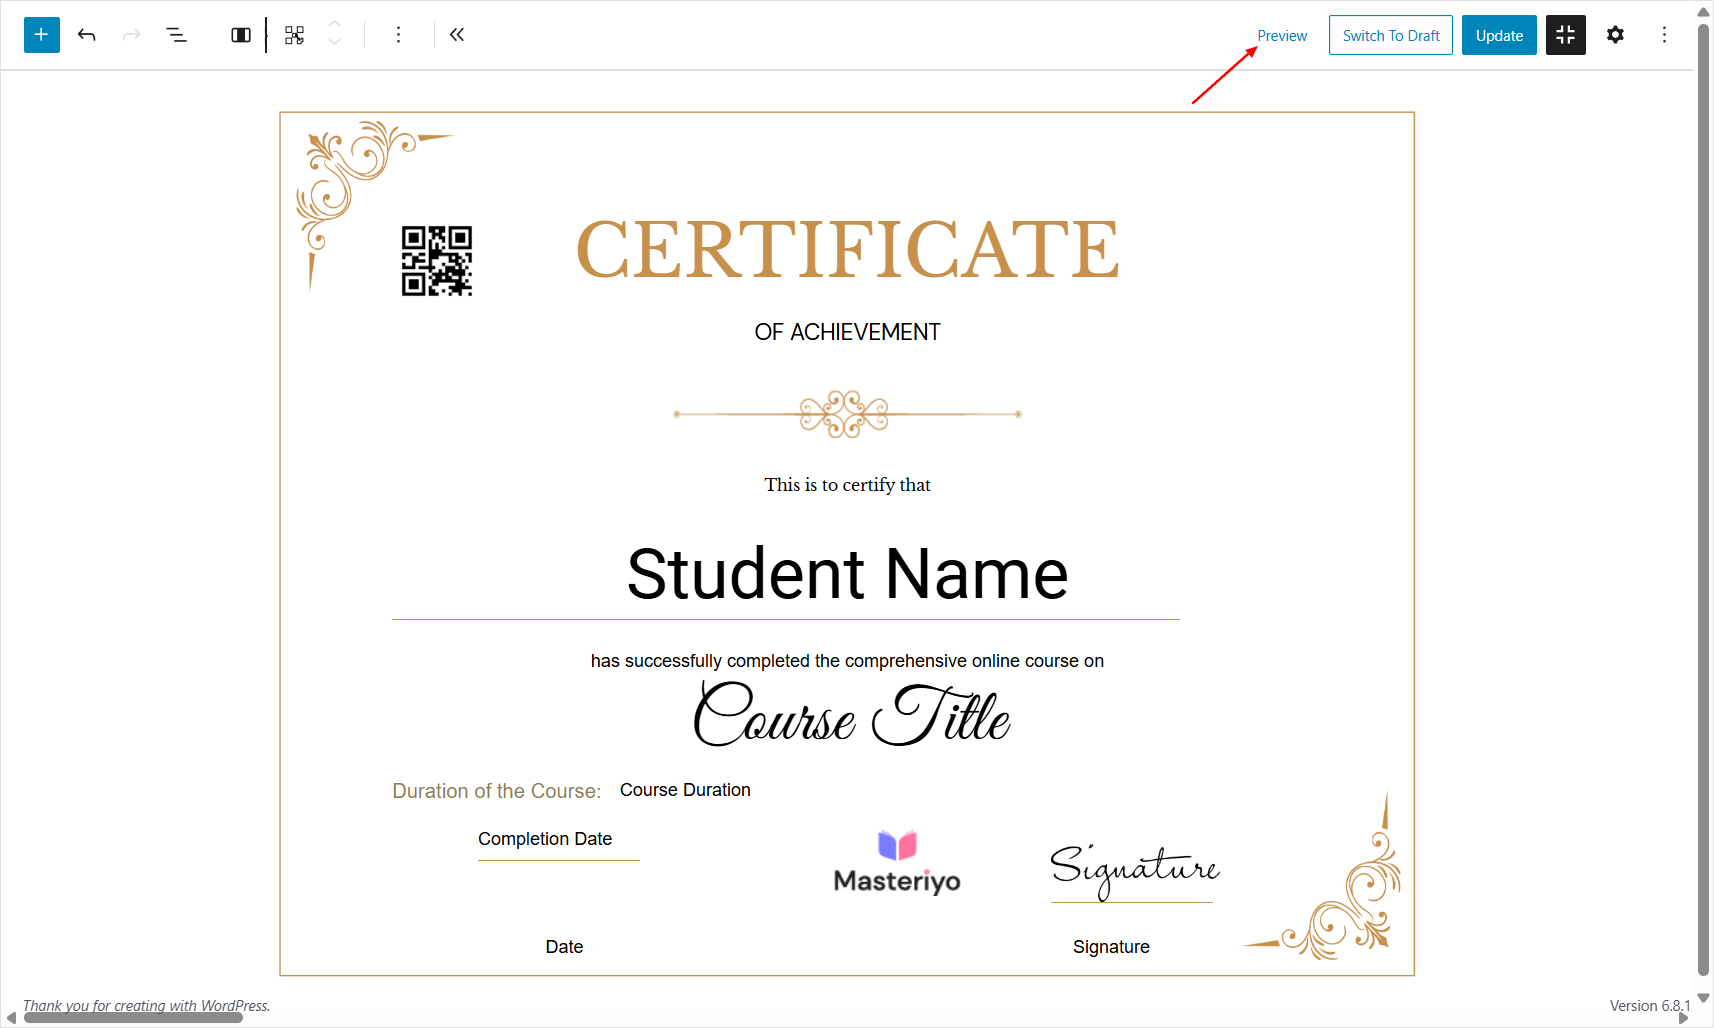 Preview Switch To Draft Update
CERTIFICATE
OF ACHIEVEMENT
This is to certify that
Student Name
has successfully completed the comprehensive online course on
Course Title
Duration of the Course: Course Duration
Completion Date
Masteriyo
Signature
Date Signature
Thank you for creating with WordPress. Version 6.8.1